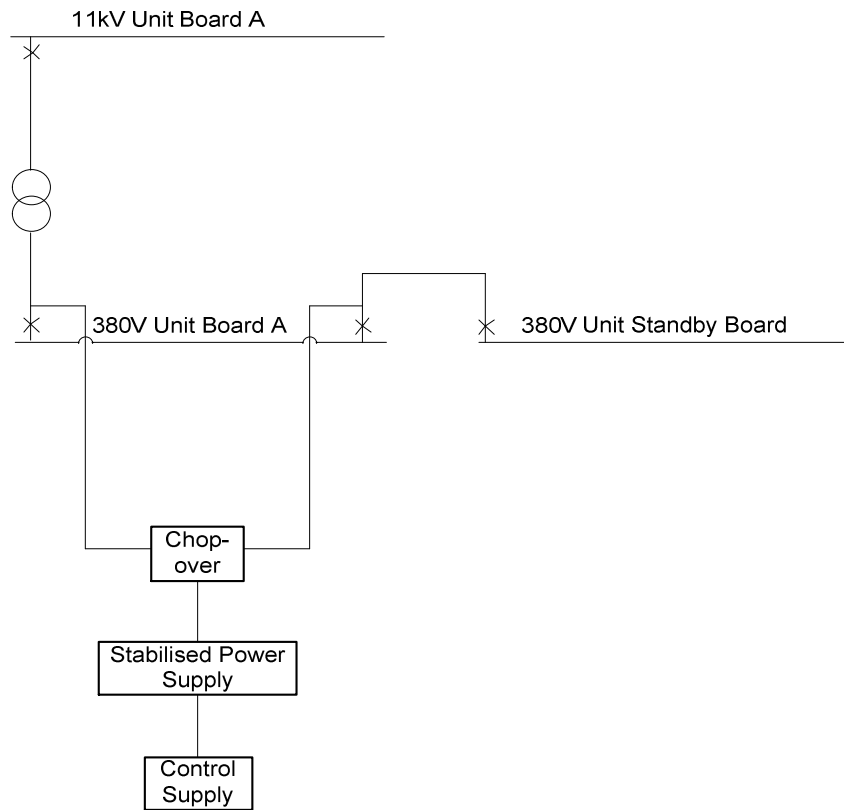 11kV Unit Board A
380V Unit Board A
380V Unit Standby Board
Chop-
over
Stabilised Power
Supply
Control
Supply